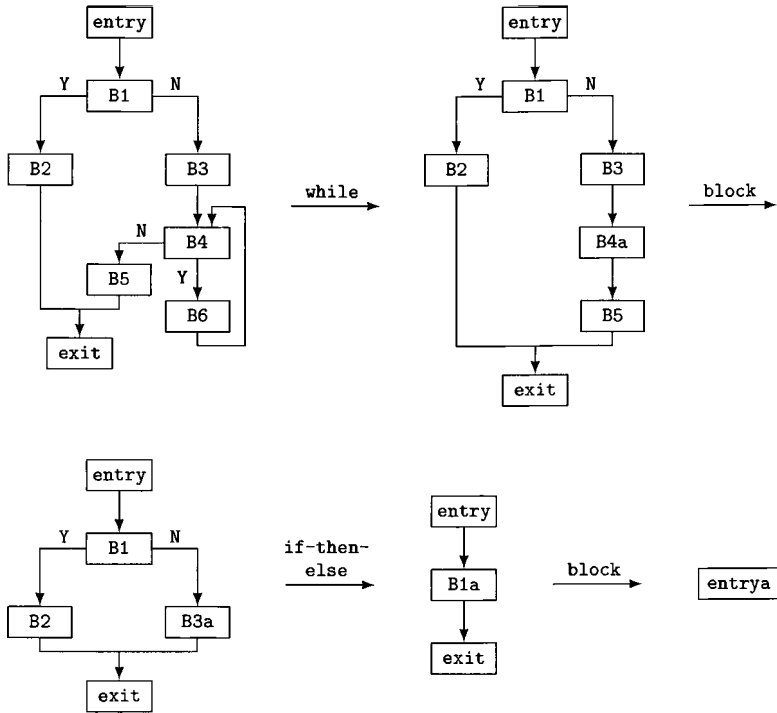 entry
Y
B1
N
B2
B3
N
B4
B5
Y
B6
exit
while
entry
Y
B1
N
B2
B3
B4a
B5
exit
block
entry
Y
B1
N
B2
B3a
exit
if-then-
else
entry
B1a
exit
block
entrya